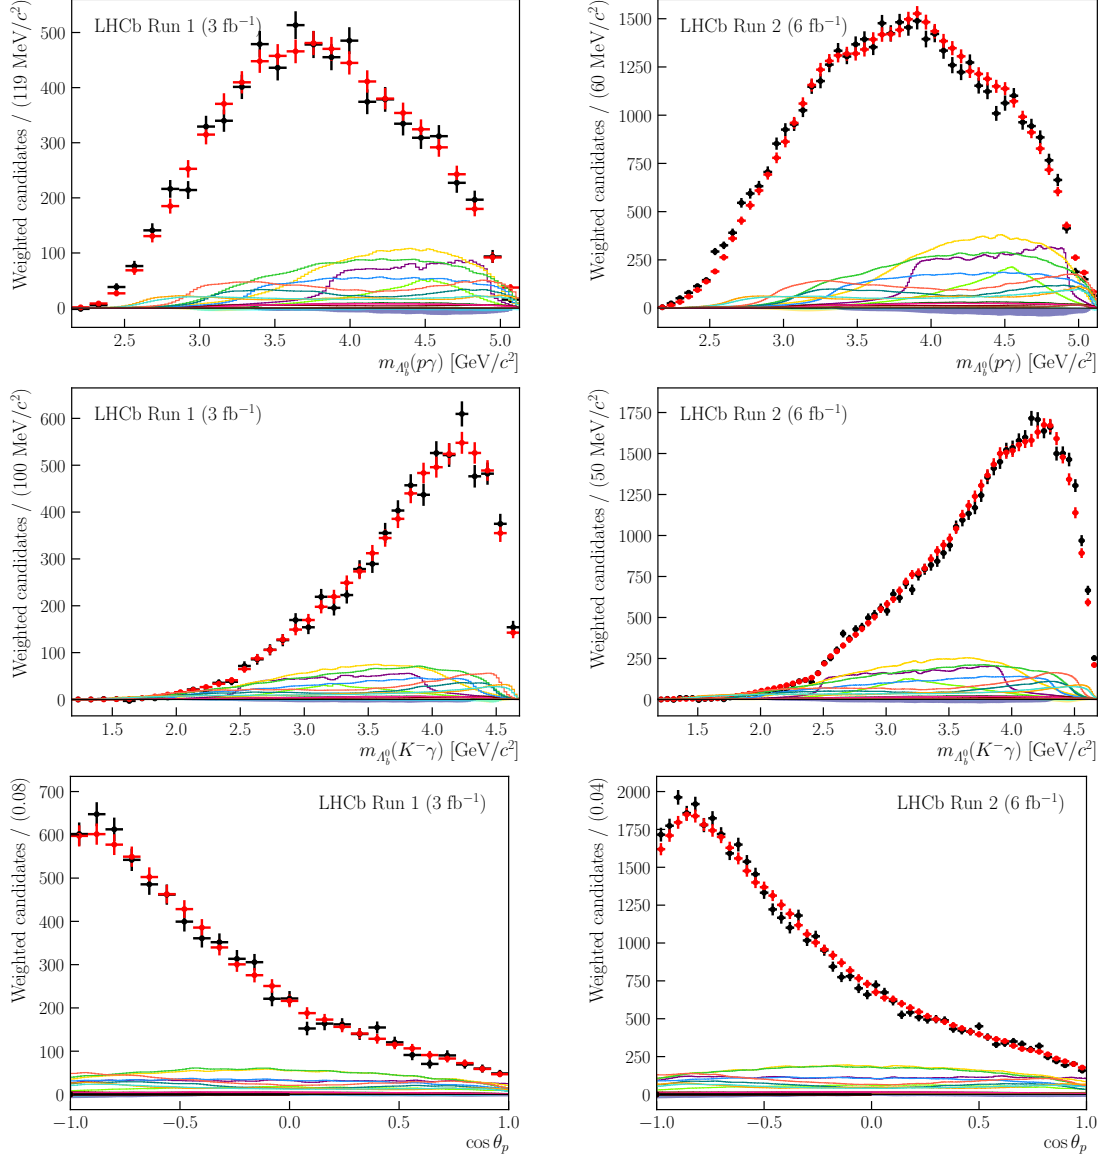 LHCb Run 1 (3 fb⁻¹)
Weighted candidates / (119 MeV/c²)
500
400
300
200
100
0
2.5 3.0 3.5 4.0 4.5 5.0
m_{Λ_b^0}(pγ) [GeV/c²]
LHCb Run 2 (6 fb⁻¹)
Weighted candidates / (60 MeV/c²)
1500
1250
1000
750
500
250
0
2.5 3.0 3.5 4.0 4.5 5.0
m_{Λ_b^0}(pγ) [GeV/c²]
LHCb Run 1 (3 fb⁻¹)
Weighted candidates / (100 MeV/c²)
600
500
400
300
200
100
0
1.5 2.0 2.5 3.0 3.5 4.0 4.5
m_{Λ_b^0}(K⁻γ) [GeV/c²]
LHCb Run 2 (6 fb⁻¹)
Weighted candidates / (50 MeV/c²)
1750
1500
1250
1000
750
500
250
0
1.5 2.0 2.5 3.0 3.5 4.0 4.5
m_{Λ_b^0}(K⁻γ) [GeV/c²]
LHCb Run 1 (3 fb⁻¹)
Weighted candidates / (0.08)
700
600
500
400
300
200
100
0
−1.0 −0.5 0.0 0.5 1.0
cos θ_p
LHCb Run 2 (6 fb⁻¹)
Weighted candidates / (0.04)
2000
1750
1500
1250
1000
750
500
250
0
−1.0 −0.5 0.0 0.5 1.0
cos θ_p